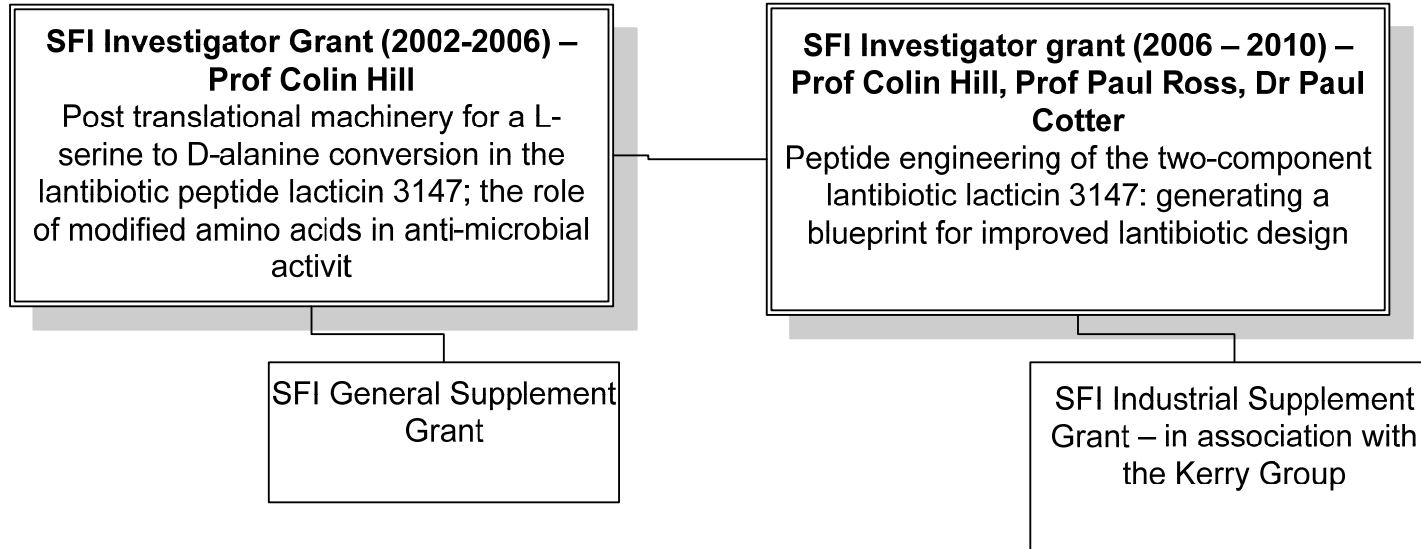 SFI Investigator Grant (2002-2006) –
Prof Colin Hill
Post translational machinery for a L-
serine to D-alanine conversion in the
lantibiotic peptide lacticin 3147; the role
of modified amino acids in anti-microbial
activit
SFI Investigator grant (2006 – 2010) –
Prof Colin Hill, Prof Paul Ross, Dr Paul
Cotter
Peptide engineering of the two-component
lantibiotic lacticin 3147: generating a
blueprint for improved lantibiotic design
SFI General Supplement
Grant
SFI Industrial Supplement
Grant – in association with
the Kerry Group